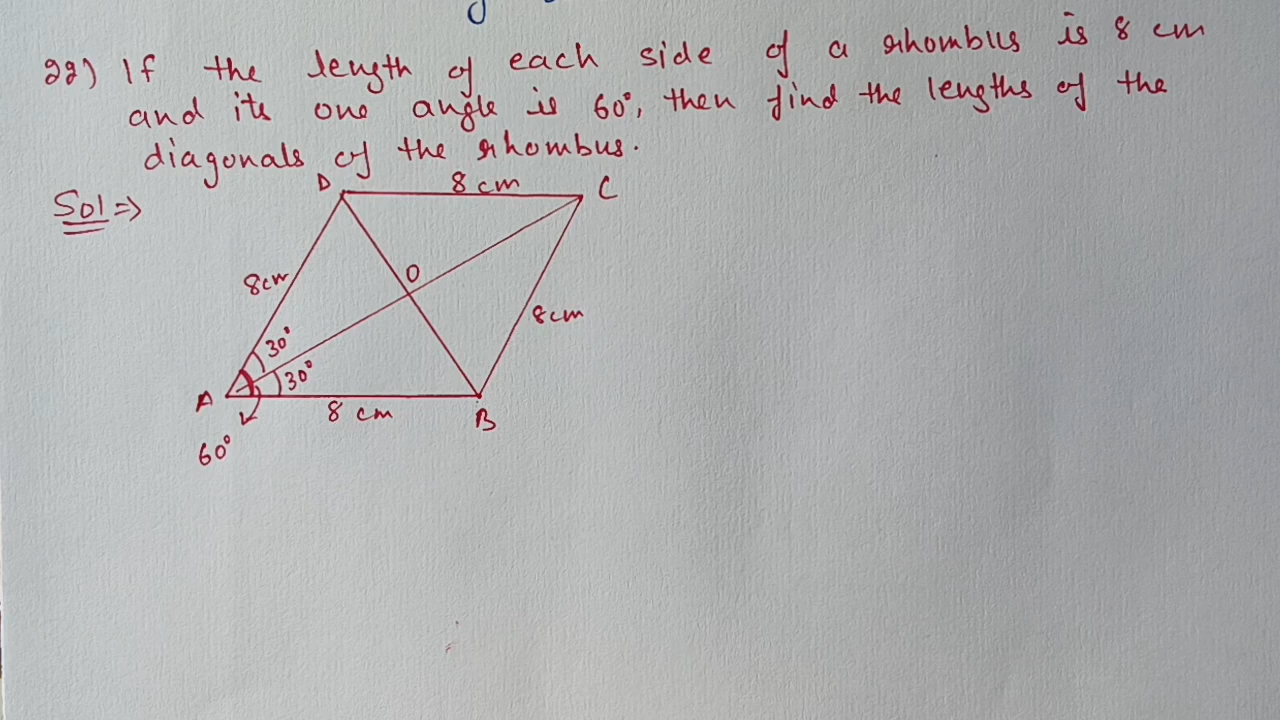 22) If the length of each side of a rhombus is 8 cm
and its one angle is 60°, then find the lengths of the
diagonals of the rhombus.
Sol ⇒
D 8 cm C
8cm O
8cm
30°
30°
A 8 cm B
60°